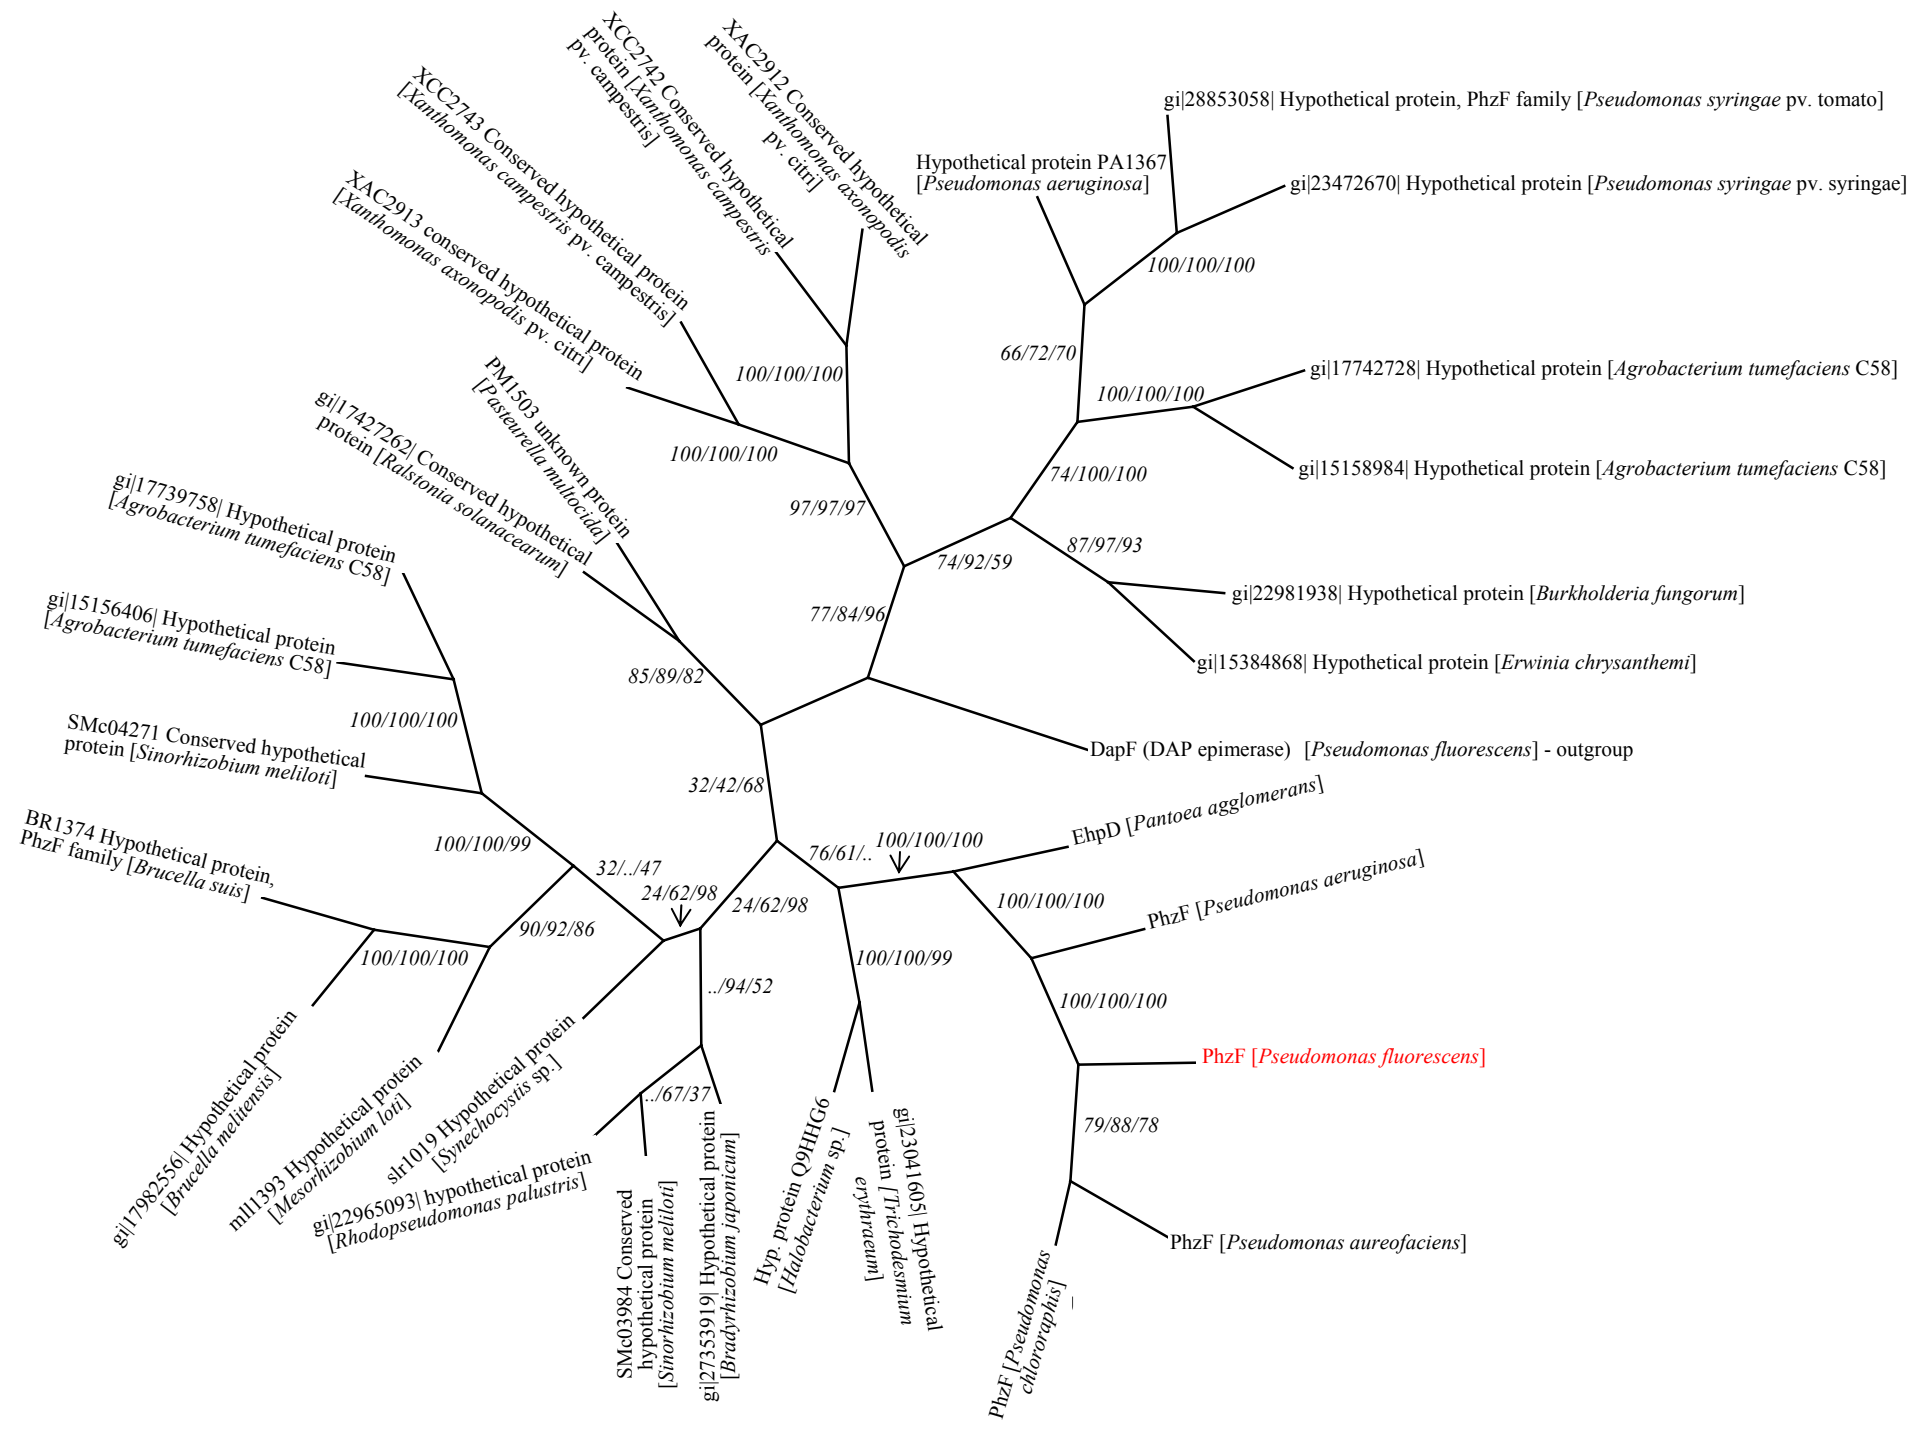 XCC2742 Conserved hypothetical
protein [Xanthomonas campestris
pv. campestris]
XAC2912 Conserved hypothetical
protein [Xanthomonas axonopodis
pv. citri]
XCC2743 Conserved hypothetical protein
[Xanthomonas campestris pv. campestris]
XAC2913 conserved hypothetical protein
[Xanthomonas axonopodis pv. citri]
gi|28853058| Hypothetical protein, PhzF family [Pseudomonas syringae pv. tomato]
Hypothetical protein PA1367
[Pseudomonas aeruginosa]
gi|23472670| Hypothetical protein [Pseudomonas syringae pv. syringae]
100/100/100
66/72/70
100/100/100
gi|17742728| Hypothetical protein [Agrobacterium tumefaciens C58]
100/100/100
100/100/100
gi|15158984| Hypothetical protein [Agrobacterium tumefaciens C58]
74/100/100
97/97/97
PM1503 unknown protein
[Pasteurella multocida]
gi|17427262| Conserved hypothetical
protein [Ralstonia solanacearum]
gi|17739758| Hypothetical protein
[Agrobacterium tumefaciens C58]
87/97/93
74/92/59
gi|22981938| Hypothetical protein [Burkholderia fungorum]
77/84/96
gi|15156406| Hypothetical protein
[Agrobacterium tumefaciens C58]
gi|15384868| Hypothetical protein [Erwinia chrysanthemi]
85/89/82
100/100/100
SMc04271 Conserved hypothetical
protein [Sinorhizobium meliloti]
DapF (DAP epimerase) [Pseudomonas fluorescens] - outgroup
32/42/68
EhpD [Pantoea agglomerans]
BR1374 Hypothetical protein,
PhzF family [Brucella suis]
100/100/99
76/61/..
100/100/100
32/../47
24/62/98
24/62/98
100/100/100
PhzF [Pseudomonas aeruginosa]
90/92/86
100/100/100
100/100/99
../94/52
100/100/100
PhzF [Pseudomonas fluorescens]
../67/37
79/88/78
gi|17982556| Hypothetical protein
[Brucella melitensis]
mll1393 Hypothetical protein
[Mesorhizobium loti]
slr1019 Hypothetical protein
[Synechocystis sp.]
gi|22965093| hypothetical protein
[Rhodopseudomonas palustris]
SMc03984 Conserved
hypothetical protein
[Sinorhizobium meliloti]
gi|27353919| Hypothetical protein
[Bradyrhizobium japonicum]
Hyp. protein Q9HHG6
[Halobacterium sp.]
gi|23041605| Hypothetical
protein [Trichodesmium
erythraeum]
PhzF [Pseudomonas
chlororaphis]
_
PhzF [Pseudomonas aureofaciens]